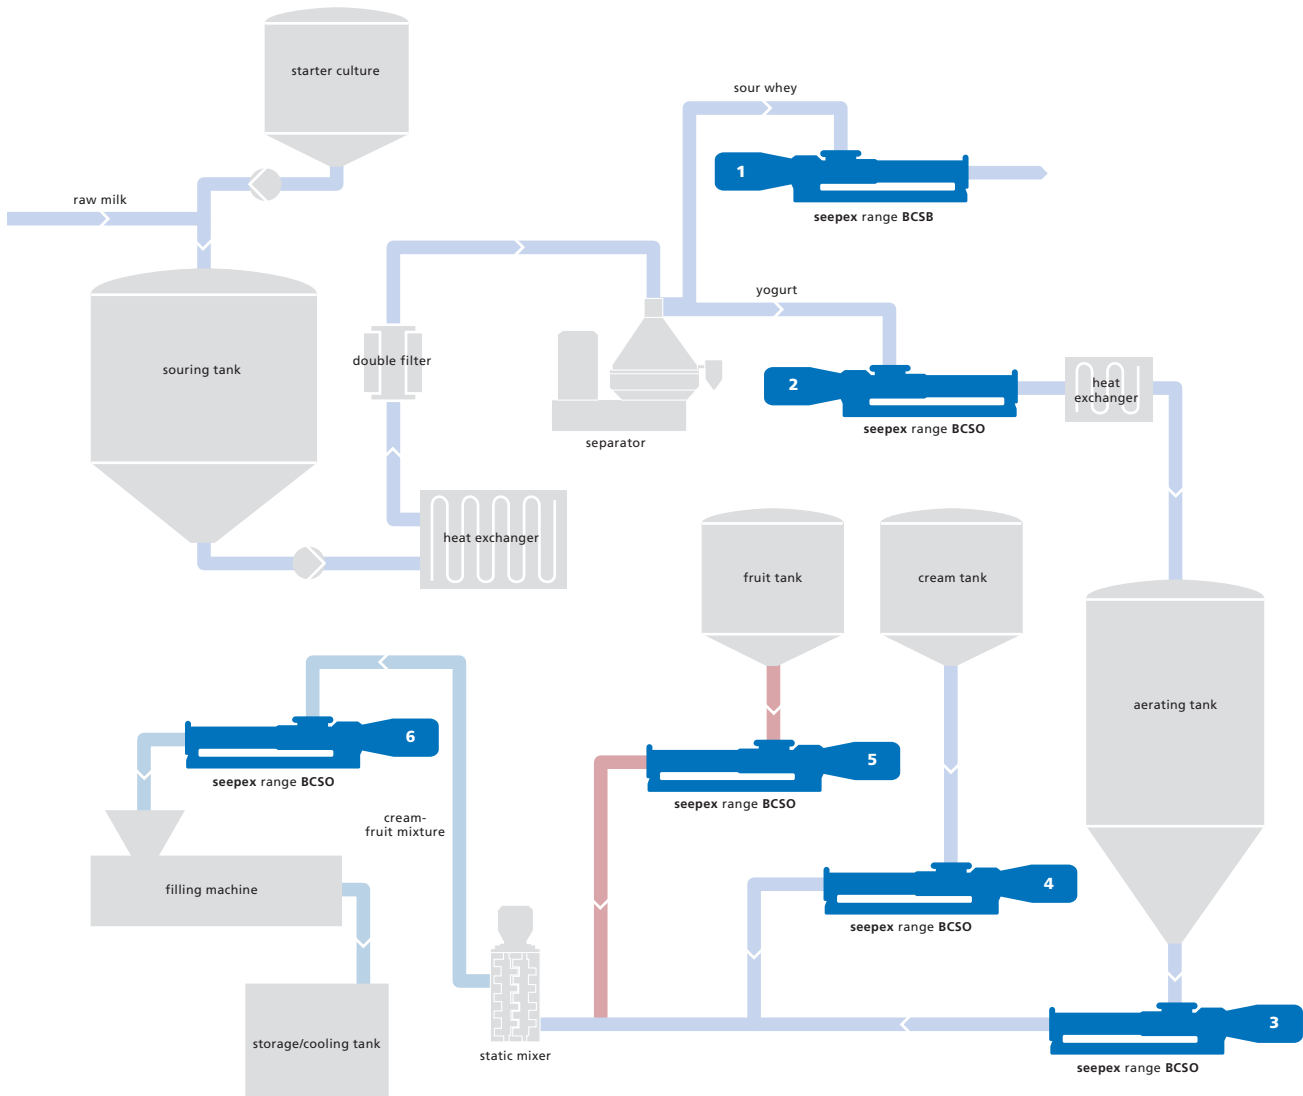 starter culture
sour whey
1
seepex range BCSB
raw milk
yogurt
souring tank
double filter
2
heat
exchanger
seepex range BCSO
separator
heat exchanger
fruit tank
cream tank
aerating tank
6
5
seepex range BCSO
seepex range BCSO
cream-
fruit mixture
filling machine
4
seepex range BCSO
3
storage/cooling tank
static mixer
seepex range BCSO